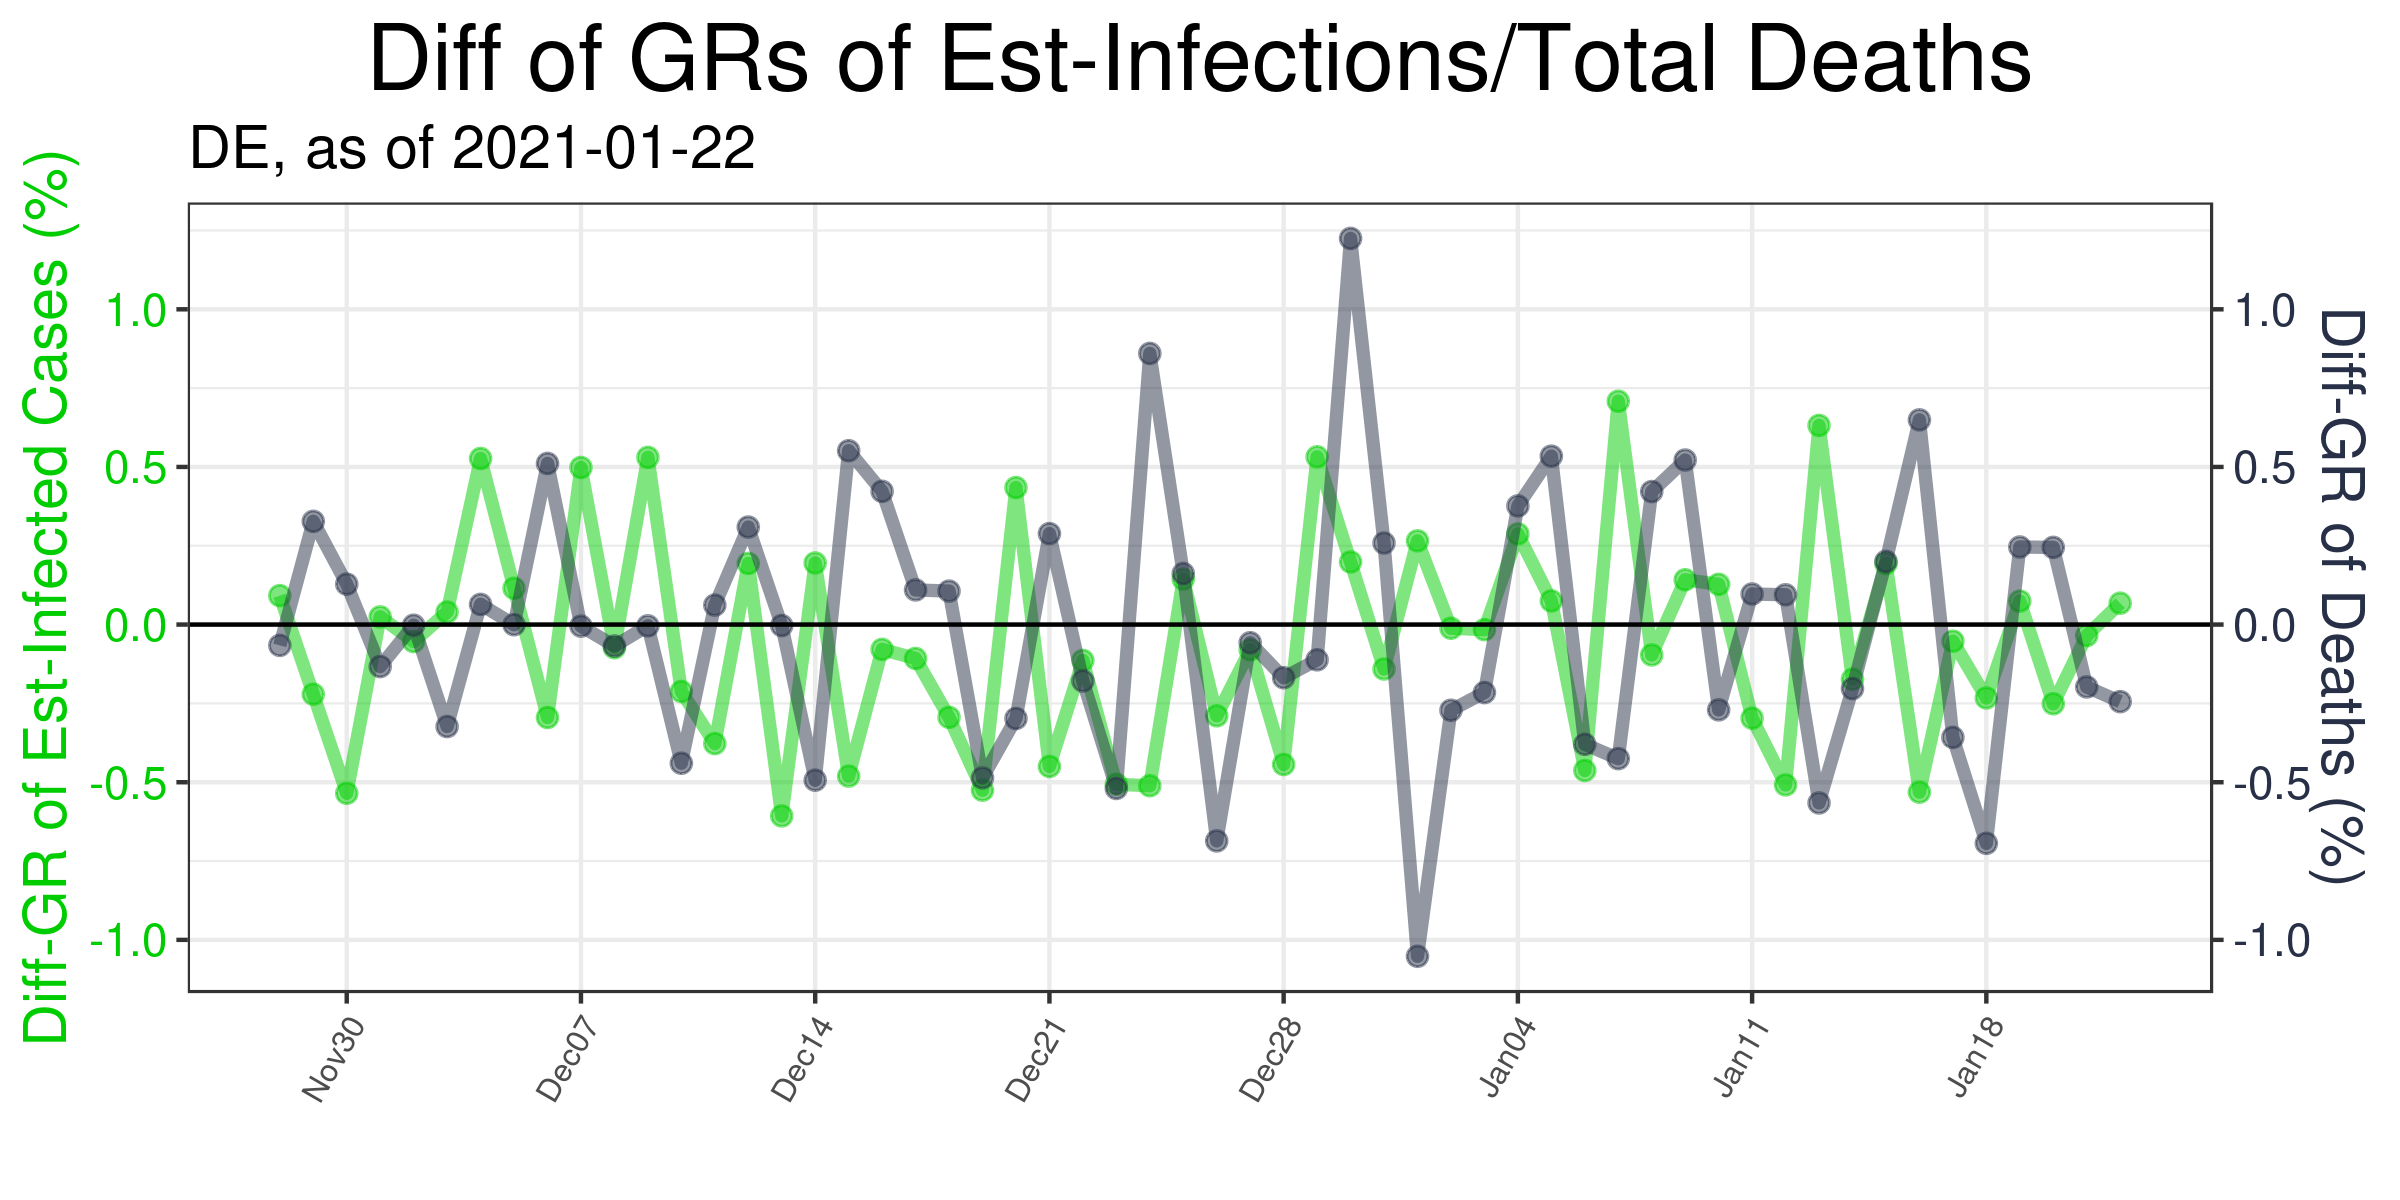 Diff of GRs of Est-Infections/Total Deaths
DE, as of 2021-01-22
Diff-GR of Est-Infected Cases (%)
1.0
0.5
0.0
-0.5
-1.0
1.0
0.5
0.0
-0.5
-1.0
Diff-GR of Deaths (%)
Nov30
Dec07
Dec14
Dec21
Dec28
Jan04
Jan11
Jan18